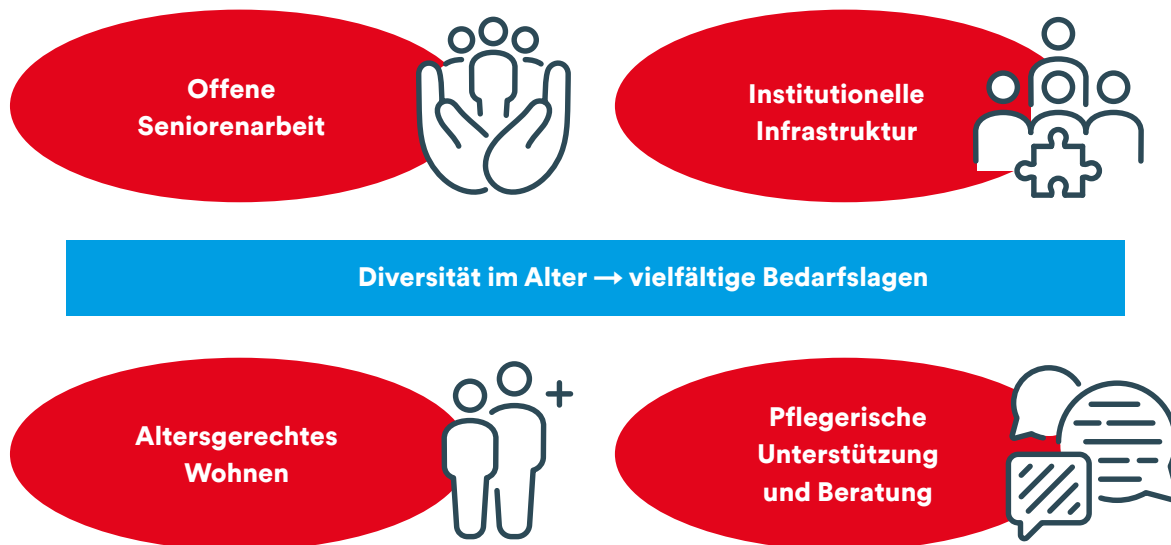 Offene
Seniorenarbeit
Institutionelle
Infrastruktur
Diversität im Alter → vielfältige Bedarfslagen
Altersgerechtes
Wohnen
Pflegerische
Unterstützung
und Beratung